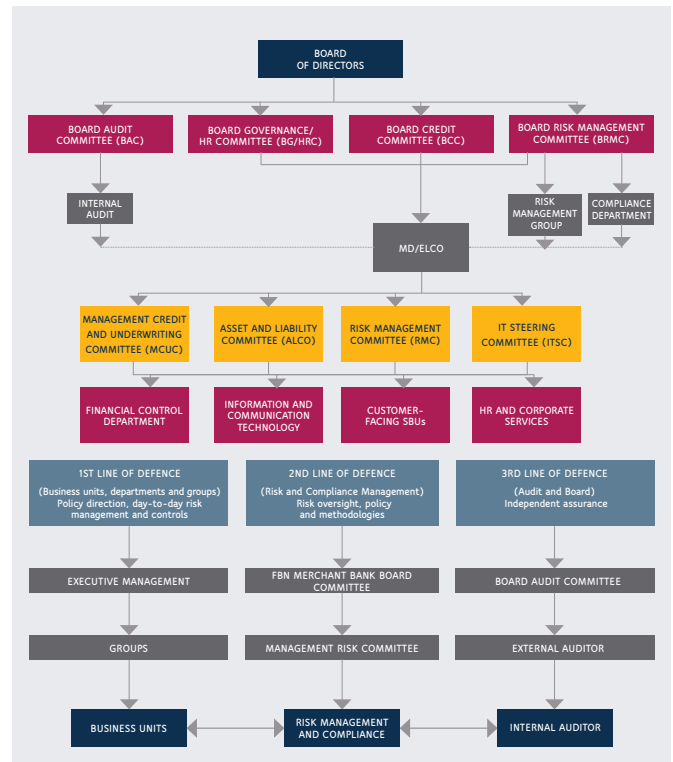 BOARD
OF DIRECTORS
BOARD AUDIT
COMMITTEE (BAC)
BOARD GOVERNANCE/
HR COMMITTEE (BG/HRC)
BOARD CREDIT
COMMITTEE (BCC)
BOARD RISK MANAGEMENT
COMMITTEE (BRMC)
INTERNAL
AUDIT
RISK
MANAGEMENT
GROUP
COMPLIANCE
DEPARTMENT
MD/ELCO
MANAGEMENT CREDIT
AND UNDERWRITING
COMMITTEE (MCUC)
ASSET AND LIABILITY
COMMITTEE (ALCO)
RISK MANAGEMENT
COMMITTEE (RMC)
IT STEERING
COMMITTEE (ITSC)
FINANCIAL CONTROL
DEPARTMENT
INFORMATION AND
COMMUNICATION
TECHNOLOGY
CUSTOMER-
FACING SBUs
HR AND CORPORATE
SERVICES
1ST LINE OF DEFENCE
(Business units, departments and groups)
Policy direction, day-to-day risk
management and controls
2ND LINE OF DEFENCE
(Risk and Compliance Management)
Risk oversight, policy
and methodologies
3RD LINE OF DEFENCE
(Audit and Board)
Independent assurance
EXECUTIVE MANAGEMENT
FBN MERCHANT BANK BOARD
COMMITTEE
BOARD AUDIT COMMITTEE
GROUPS
MANAGEMENT RISK COMMITTEE
EXTERNAL AUDITOR
BUSINESS UNITS
RISK MANAGEMENT
AND COMPLIANCE
INTERNAL AUDITOR